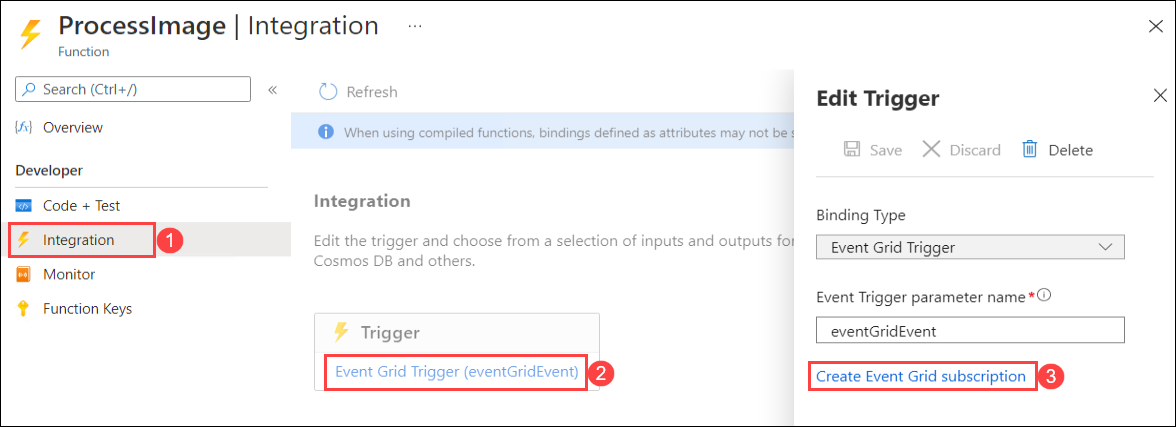 ProcessImage | Integration ...
Function
Search (Ctrl+/)
Overview
Developer
Code + Test
Integration
1
Monitor
Function Keys
Refresh
When using compiled functions, bindings defined as attributes may not be s
Integration
Edit the trigger and choose from a selection of inputs and outputs for
Cosmos DB and others.
Trigger
Event Grid Trigger (eventGridEvent)
2
Edit Trigger
Save Discard Delete
Binding Type
Event Grid Trigger
Event Trigger parameter name*
eventGridEvent
Create Event Grid subscription
3